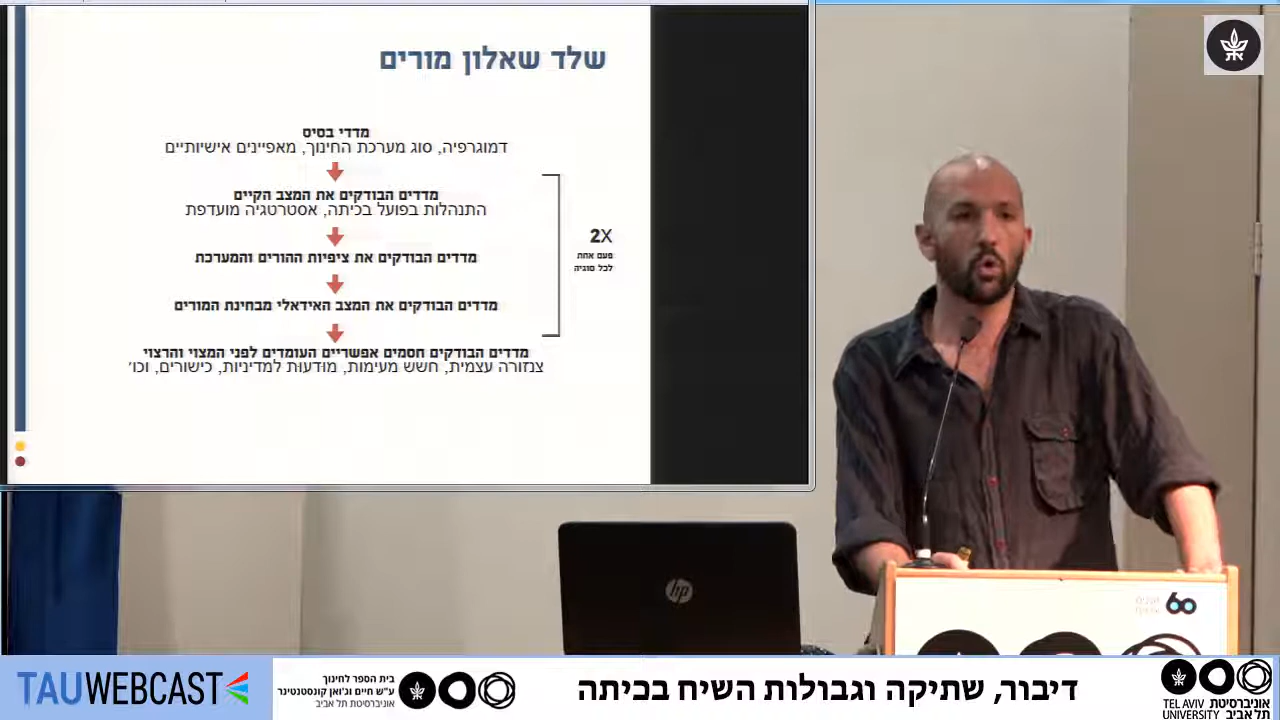 שלד שאלון מורים
מדדי בסיס
דמוגרפיה, סוג מערכת החינוך, מאפיינים אישיותיים
מדדים הבודקים את המצב הקיים
התנהלות בפועל בכיתה, אסטרטגיה מועדפת
מדדים הבודקים את ציפיות ההורים והמערכת
מדדים הבודקים את המצב האידאלי מבחינת המורים
מדדים הבודקים חסמים אפשריים העומדים לפני המצוי והרצוי
צנזורה עצמית, חשש מעימות, מוּדעוּת למדיניות, כישורים, וכו׳
2X
פעם אחת
לכל סוגיה
hp
60
TAUWEBCAST
בית הספר לחינוך
ע"ש חיים וג'ואן קונסטנטינר
אוניברסיטת תל אביב
דיבור, שתיקה וגבולות השיח בכיתה
TEL AVIV
UNIVERSITY
אוניברסיטת
תל אביב